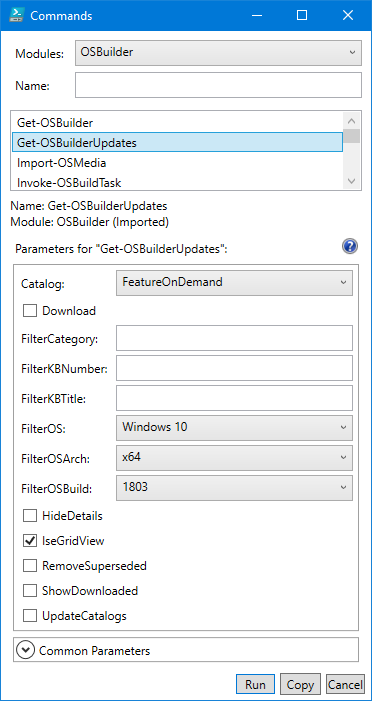 Commands
Modules: OSBuilder
Name:
Get-OSBuilder
Get-OSBuilderUpdates
Import-OSMedia
Invoke-OSBuildTask
Name: Get-OSBuilderUpdates
Module: OSBuilder (Imported)
Parameters for "Get-OSBuilderUpdates":
?
Catalog: FeatureOnDemand
Download
FilterCategory:
FilterKBNumber:
FilterKBTitle:
FilterOS: Windows 10
FilterOSArch: x64
FilterOSBuild: 1803
HideDetails
IseGridView
RemoveSuperseded
ShowDownloaded
UpdateCatalogs
Common Parameters
Run Copy Cancel